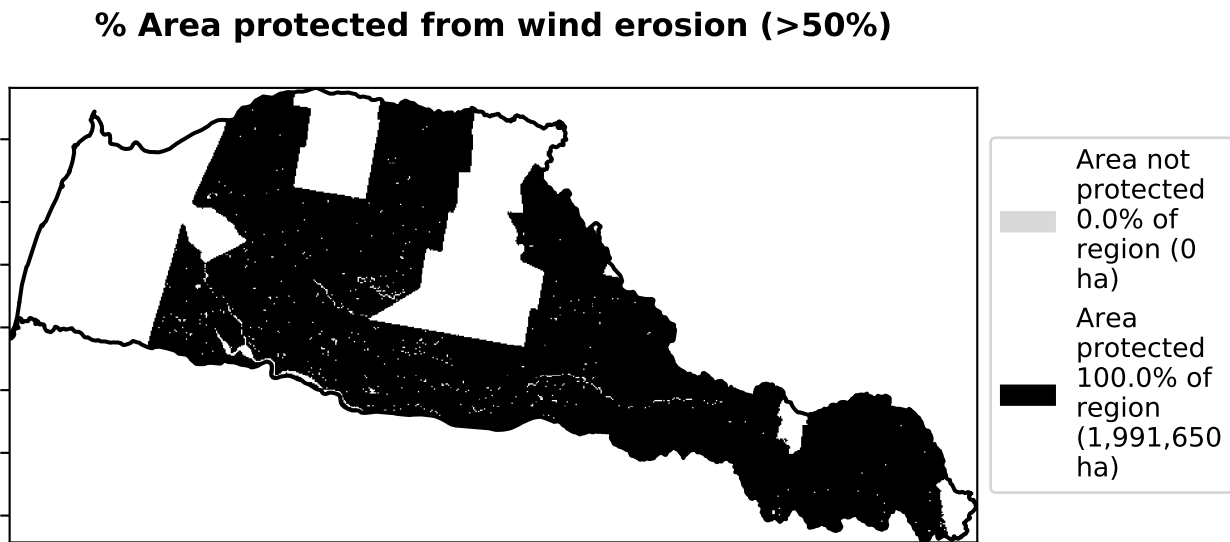 % Area protected from wind erosion (>50%)
Area not
protected
0.0% of
region (0
ha)
Area
protected
100.0% of
region
(1,991,650
ha)